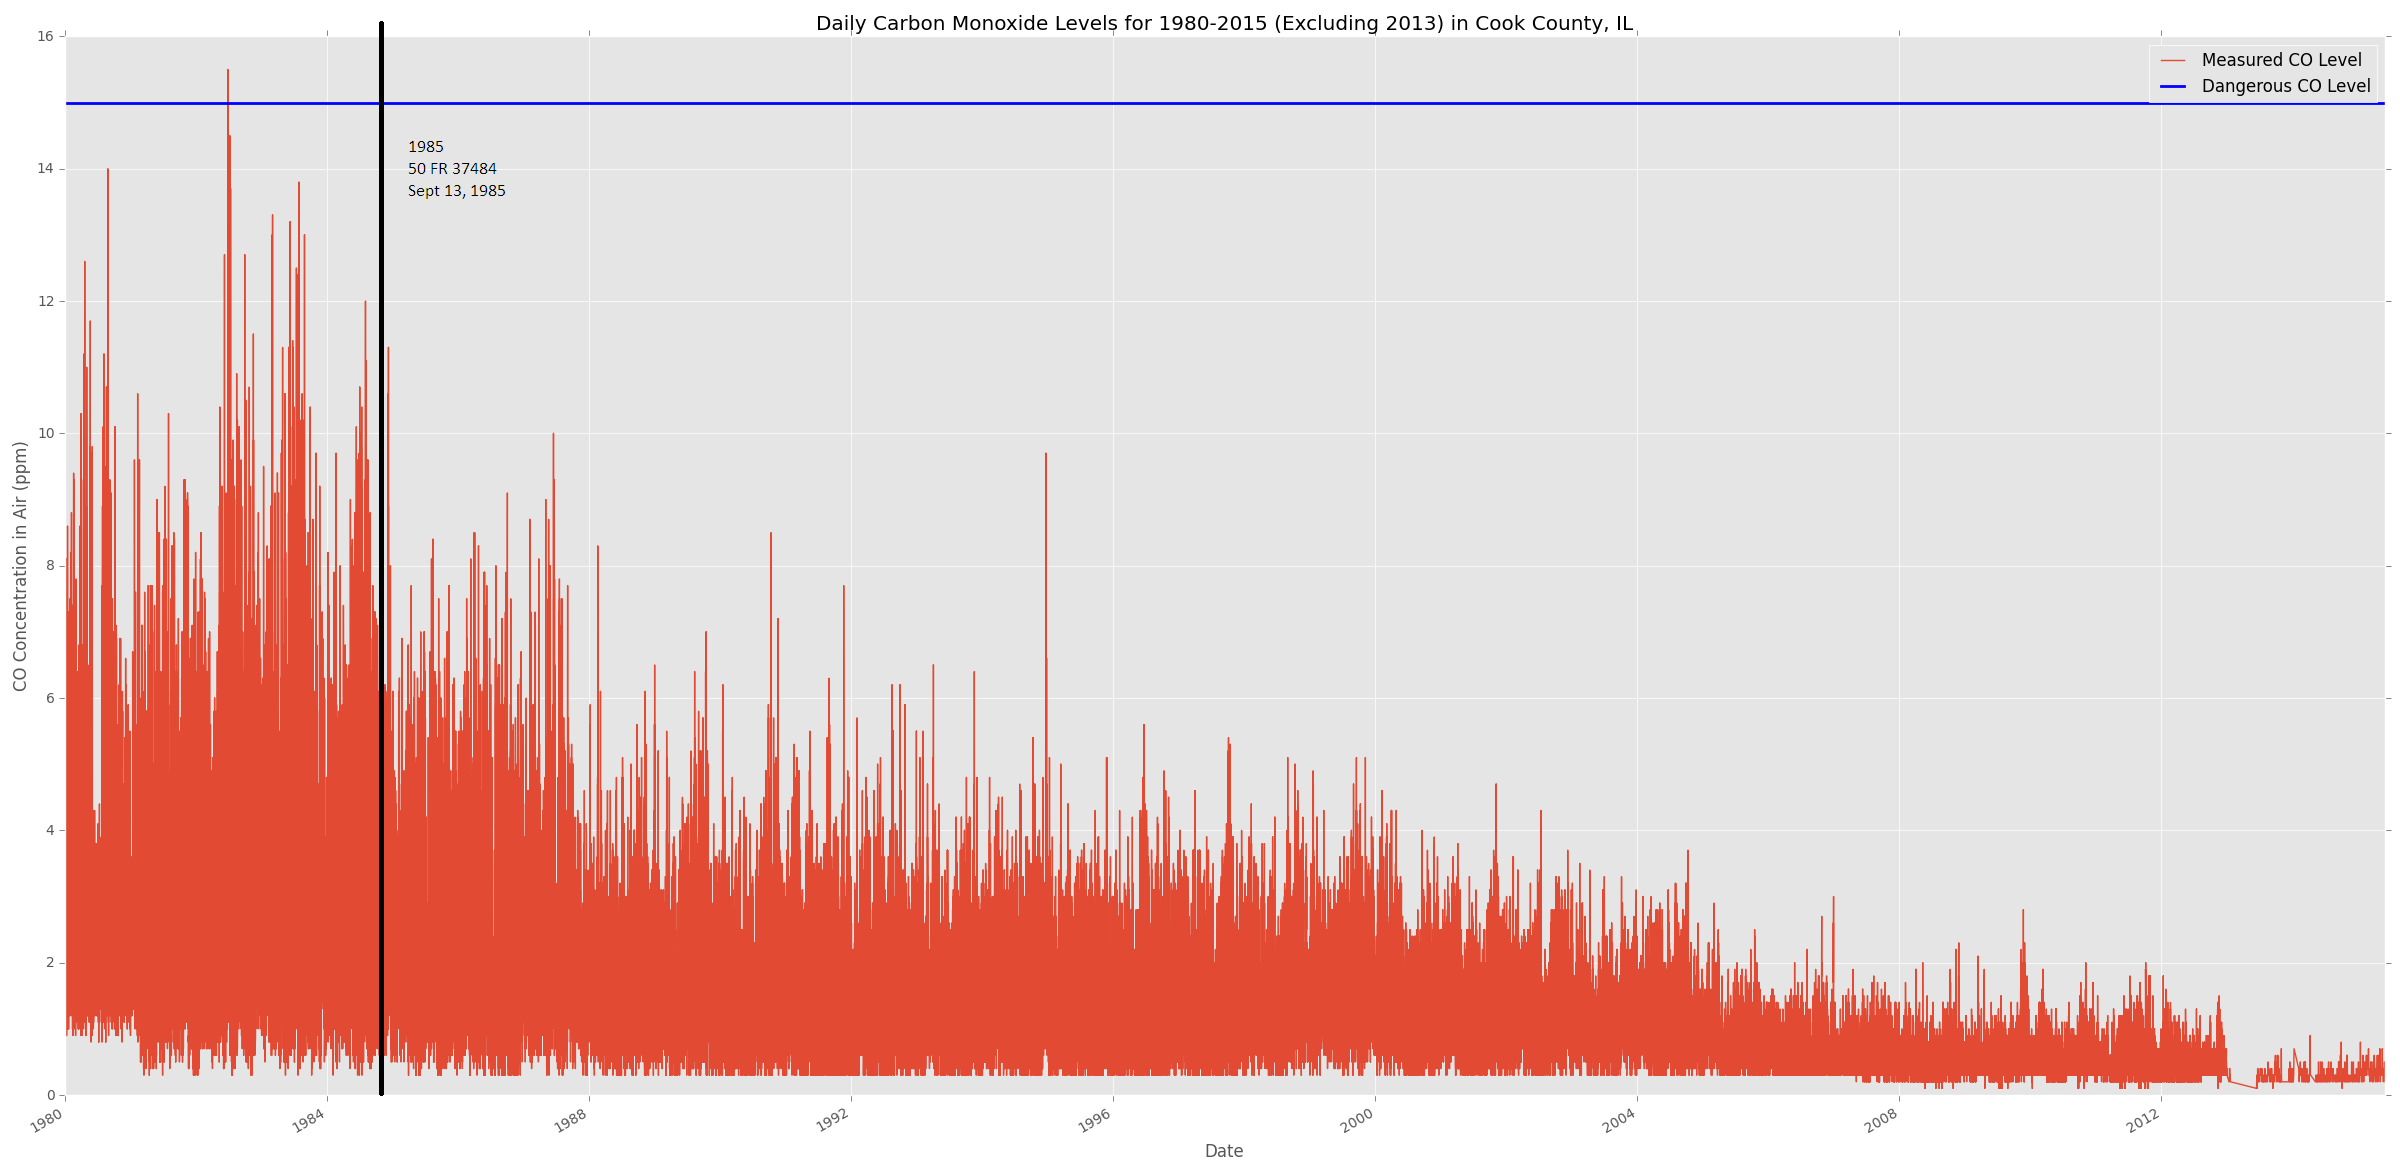 Daily Carbon Monoxide Levels for 1980-2015 (Excluding 2013) in Cook County, IL
Measured CO Level
Dangerous CO Level
1985
50 FR 37484
Sept 13, 1985
CO Concentration in Air (ppm)
16
14
12
10
8
6
4
2
0
1980
1984
1988
1992
1996
2000
2004
2008
2012
Date